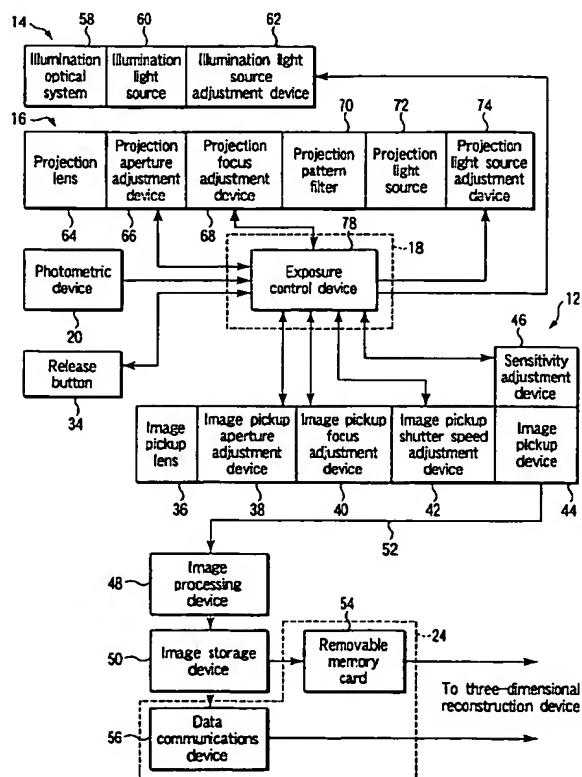 14
58
60
62
Illumination optical system
Illumination light source
Illumination light source adjustment device
16
70
72
74
Projection lens
Projection aperture adjustment device
Projection focus adjustment device
Projection pattern filter
Projection light source
Projection light source adjustment device
64
66
68
78
18
Photometric device
Exposure control device
20
12
46
Release button
Sensitivity adjustment device
34
Image pickup lens
Image pickup aperture adjustment device
Image pickup focus adjustment device
Image pickup shutter speed adjustment device
Image pickup device
36
38
40
42
44
52
48
Image processing device
54
24
50
Image storage device
Removable memory card
To three-dimensional reconstruction device
56
Data communications device